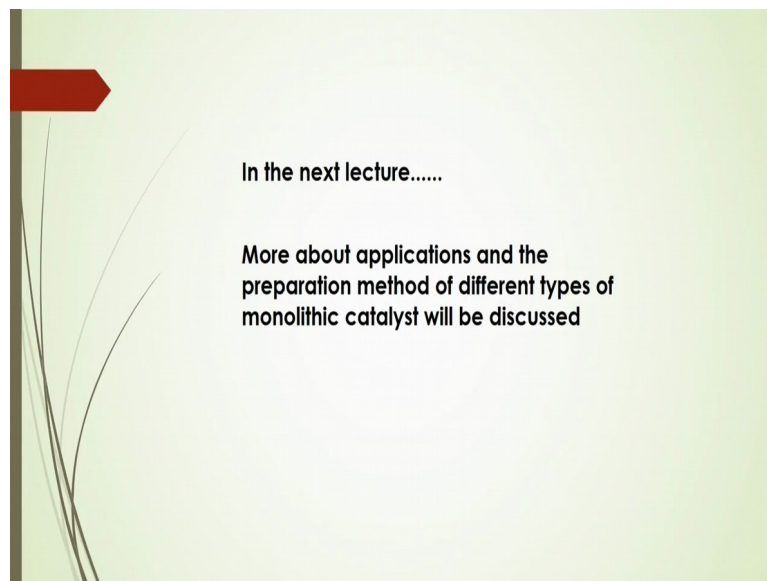 In the next lecture......
More about applications and the
preparation method of different types of
monolithic catalyst will be discussed